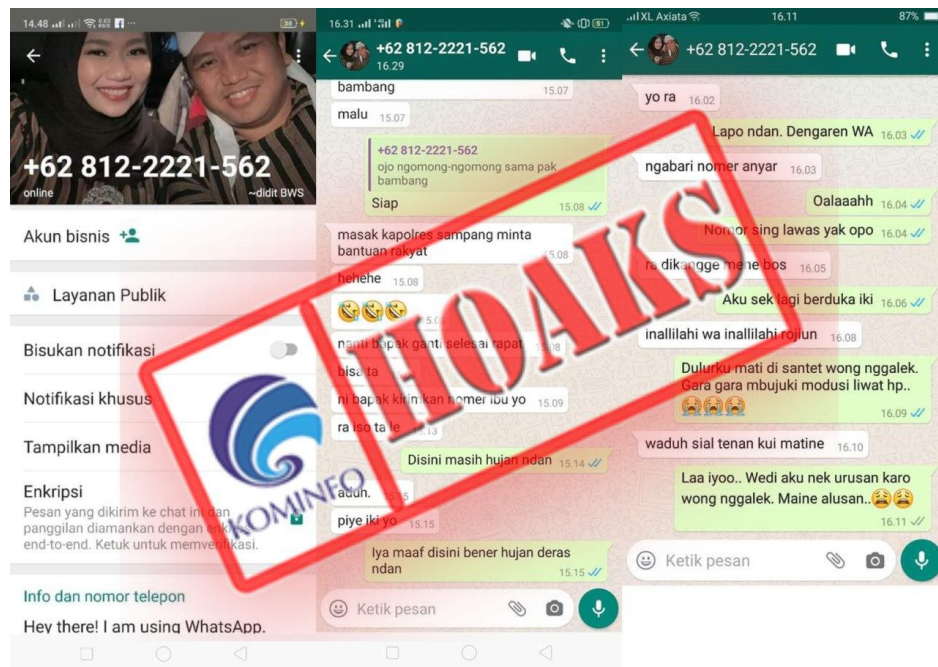 14.48
38
+62 812-2221-562
online
~didit BWS
Akun bisnis
Layanan Publik
Bisukan notifikasi
Notifikasi khusus
Tampilkan media
Enkripsi
Pesan yang dikirim ke chat ini dan
panggilan diamankan dengan
end-to-end. Ketuk untuk memverifikasi.
Info dan nomor telepon
Hey there! I am using WhatsApp.
16.31
51
+62 812-2221-562
16.29
bambang 15.07
malu 15.07
+62 812-2221-562
ojo ngomong-ngomong sama pak
bambang
Siap 15.08
masak kapolres sampang minta
bantuan rakyat 15.08
hehehe 15.08
nanti bapak ganti selesai rapat
bisa ta
ni bapak kirimkan nomer ibu yo 15.09
ra iso ta le
Disini masih hujan ndan 15.14
aduh.
piye iki yo 15.15
Iya maaf disini bener hujan deras
ndan 15.15
Ketik pesan
XL Axiata
16.11
87%
+62 812-2221-562
yo ra 16.02
Lapo ndan. Dengaren WA 16.03
ngabari nomer anyar 16.03
Oalaaahh 16.04
Nomor sing lawas yak opo 16.04
ra dikangge mene bos 16.05
Aku sek lagi berduka iki 16.06
inallilahi wa inallilahi rojiun 16.08
Dulurku mati di santet wong nggalek.
Gara gara mbujuki modusi liwat hp..
16.09
waduh sial tenan kui matine 16.10
Laa iyoo.. Wedi aku nek urusan karo
wong nggalek. Maine alusan..
16.11
Ketik pesan
KOMINFO
HOAKS